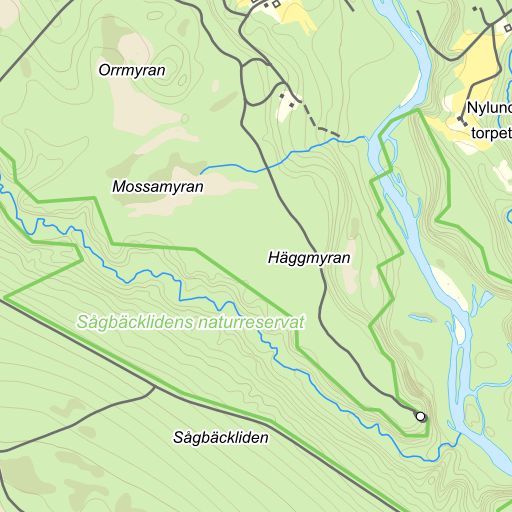 Orrmyran
Nylund
torpet
Mossamyran
Häggmyran
Sågbäcklidens naturreservat
Sågbäckliden